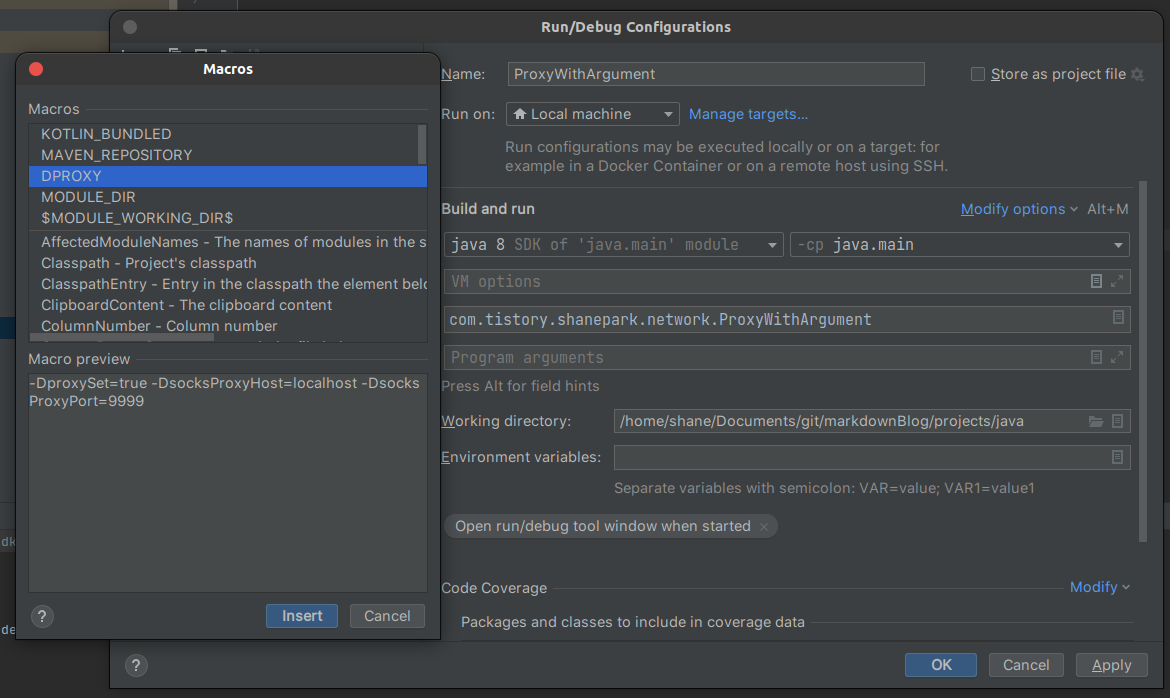 Run/Debug Configurations
Macros
Macros
KOTLIN_BUNDLED
MAVEN_REPOSITORY
DPROXY
MODULE_DIR
$MODULE_WORKING_DIR$
AffectedModuleNames - The names of modules in the s
Classpath - Project's classpath
ClasspathEntry - Entry in the classpath the element belo
ClipboardContent - The clipboard content
ColumnNumber - Column number
Macro preview
-DproxySet=true -DsocksProxyHost=localhost -Dsocks
ProxyPort=9999
?
Insert
Cancel
Name:
ProxyWithArgument
Store as project file
Run on:
Local machine
Manage targets...
Run configurations may be executed locally or on a target: for
example in a Docker Container or on a remote host using SSH.
Build and run
Modify options
Alt+M
java 8 SDK of 'java.main' module
-cp java.main
VM options
com.tistory.shanepark.network.ProxyWithArgument
Program arguments
Press Alt for field hints
Working directory:
/home/shane/Documents/git/markdownBlog/projects/java
Environment variables:
Separate variables with semicolon: VAR=value; VAR1=value1
Open run/debug tool window when started ×
Code Coverage
Modify
Packages and classes to include in coverage data
?
OK
Cancel
Apply
dk
de